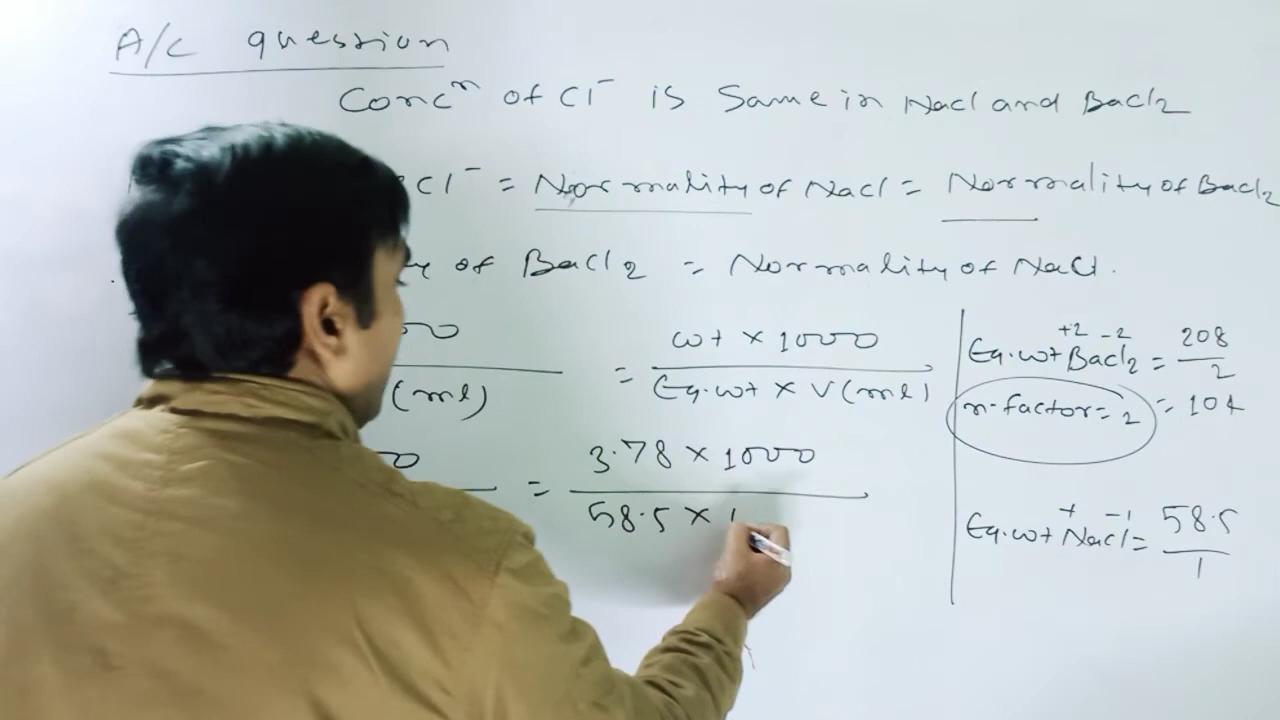 A/C question
Concⁿ of Cl⁻ is Same in NaCl and BaCl2
Cl⁻ = Normality of NaCl = Normality of BaCl2
y of BaCl2 = Normality of NaCl.
00 = wt × 1000
(ml) Eq.wt × V(ml)
0 = 3.78 × 1000
58.5 × 1
+2 -2
Eq.wt BaCl2 = 208
2
n-factor = 2 = 104
+ -1
Eq.wt NaCl = 58.5
1